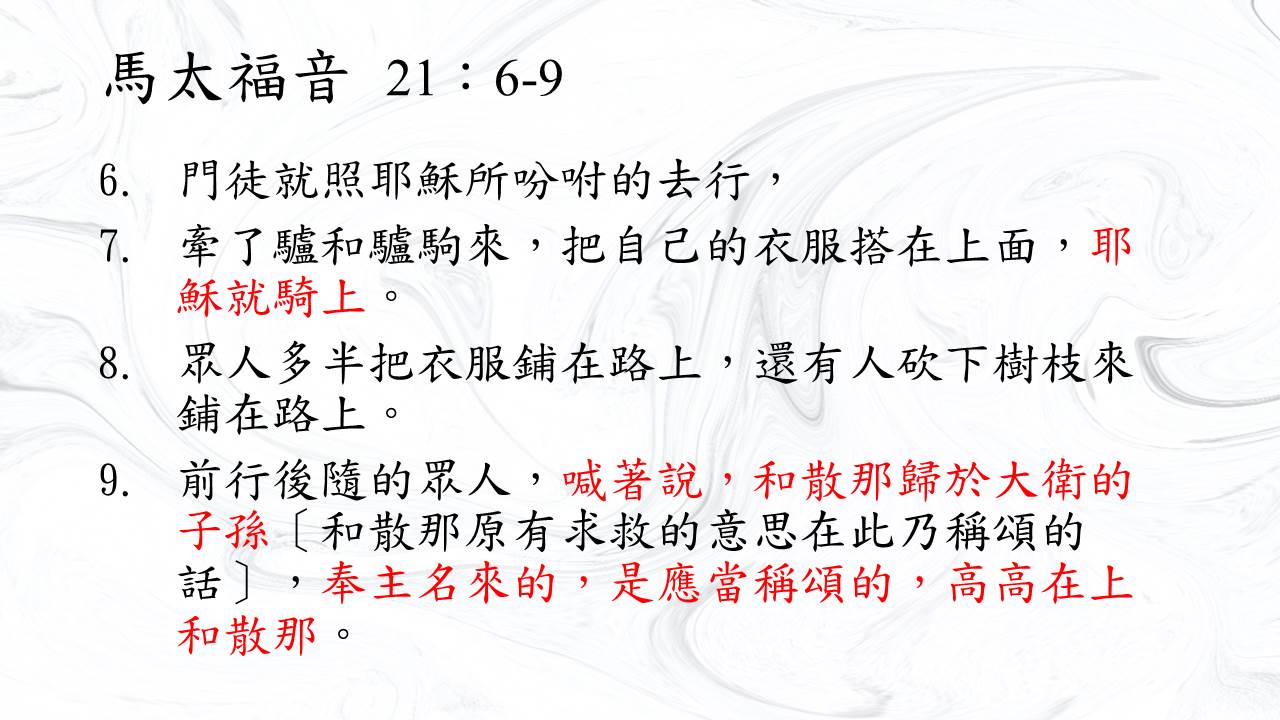 馬太福音 21：6-9
6. 門徒就照耶穌所吩咐的去行，
7. 牽了驢和驢駒來，把自己的衣服搭在上面，耶
穌就騎上。
8. 眾人多半把衣服鋪在路上，還有人砍下樹枝來
鋪在路上。
9. 前行後隨的眾人，喊著說，和散那歸於大衛的
子孫〔和散那原有求救的意思在此乃稱頌的
話〕，奉主名來的，是應當稱頌的，高高在上
和散那。